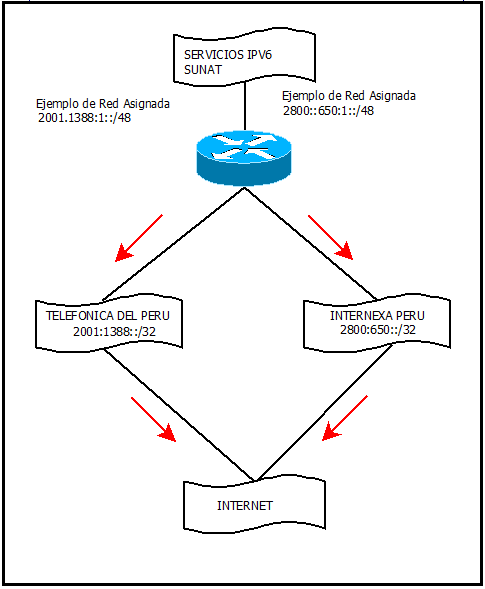 SERVICIOS IPV6
SUNAT
Ejemplo de Red Asignada
2001.1388:1::/48
Ejemplo de Red Asignada
2800::650:1::/48
TELEFONICA DEL PERU
2001:1388::/32
INTERNEXA PERU
2800:650::/32
INTERNET